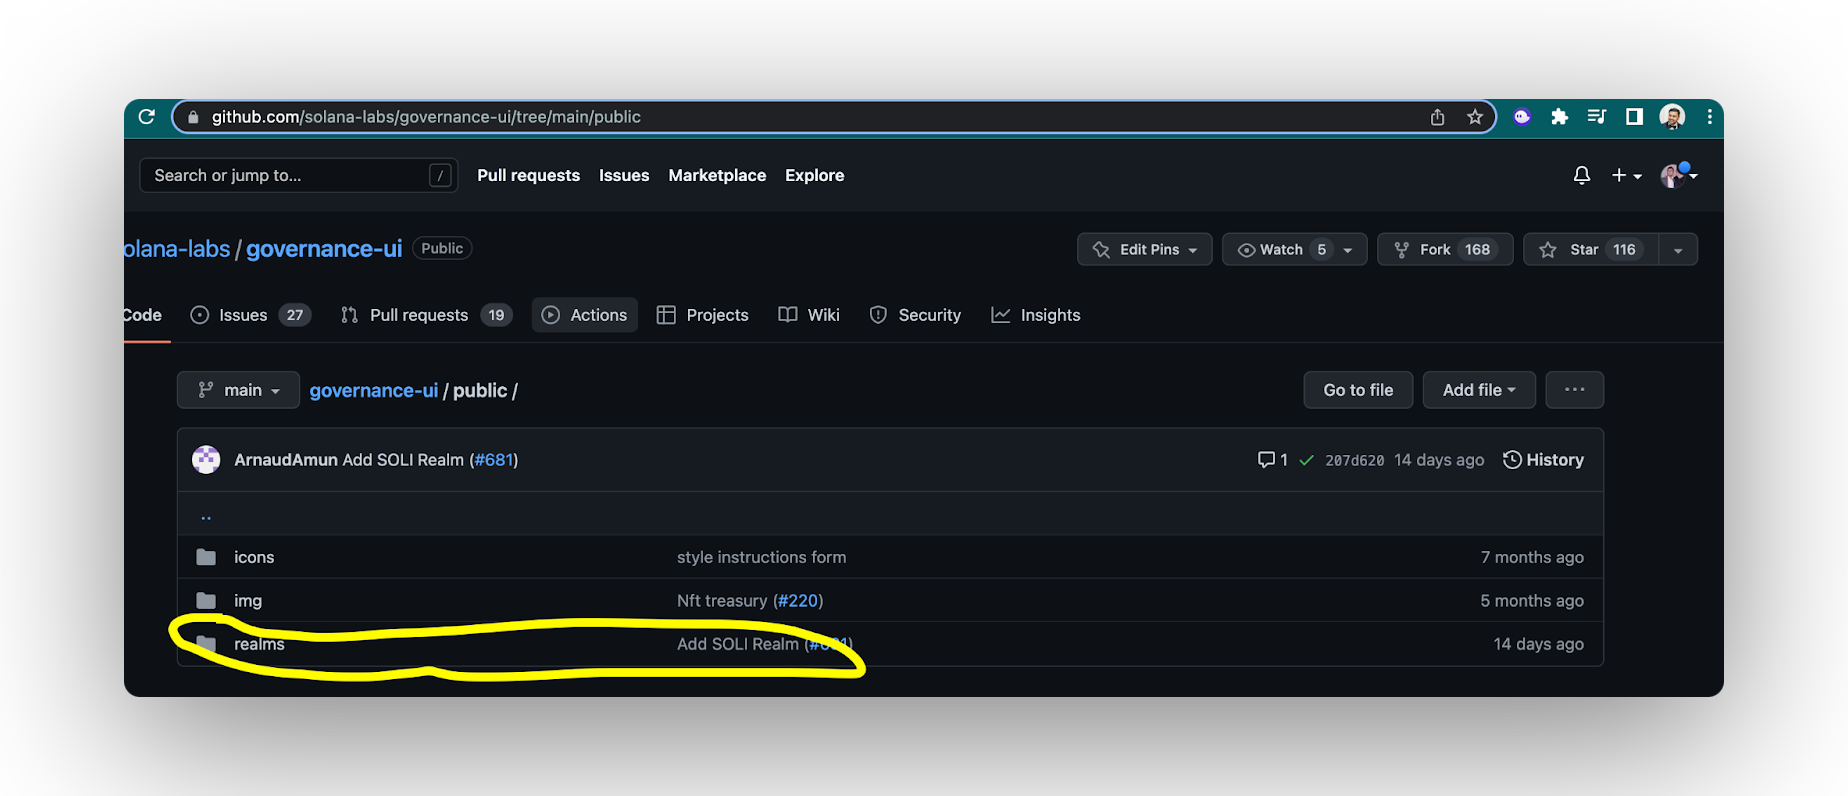 github.com/solana-labs/governance-ui/tree/main/public
Search or jump to... / Pull requests Issues Marketplace Explore
olana-labs / governance-ui Public Edit Pins Watch 5 Fork 168 Star 116
Code Issues 27 Pull requests 19 Actions Projects Wiki Security Insights
main governance-ui / public / Go to file Add file ...
ArnaudAmun Add SOLI Realm (#681) 1 207d620 14 days ago History
..
icons style instructions form 7 months ago
img Nft treasury (#220) 5 months ago
realms Add SOLI Realm (#681) 14 days ago